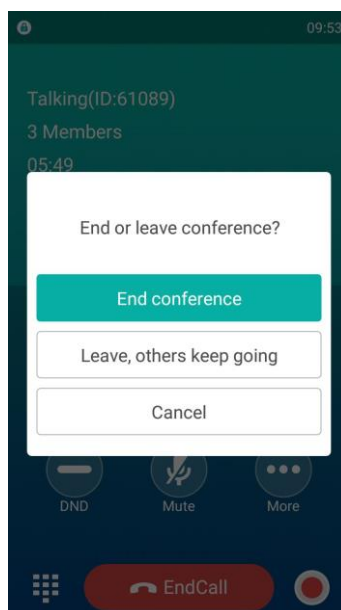 09:53
Talking(ID:61089)
3 Members
05:49
End or leave conference?
End conference
Leave, others keep going
Cancel
DND
Mute
More
EndCall